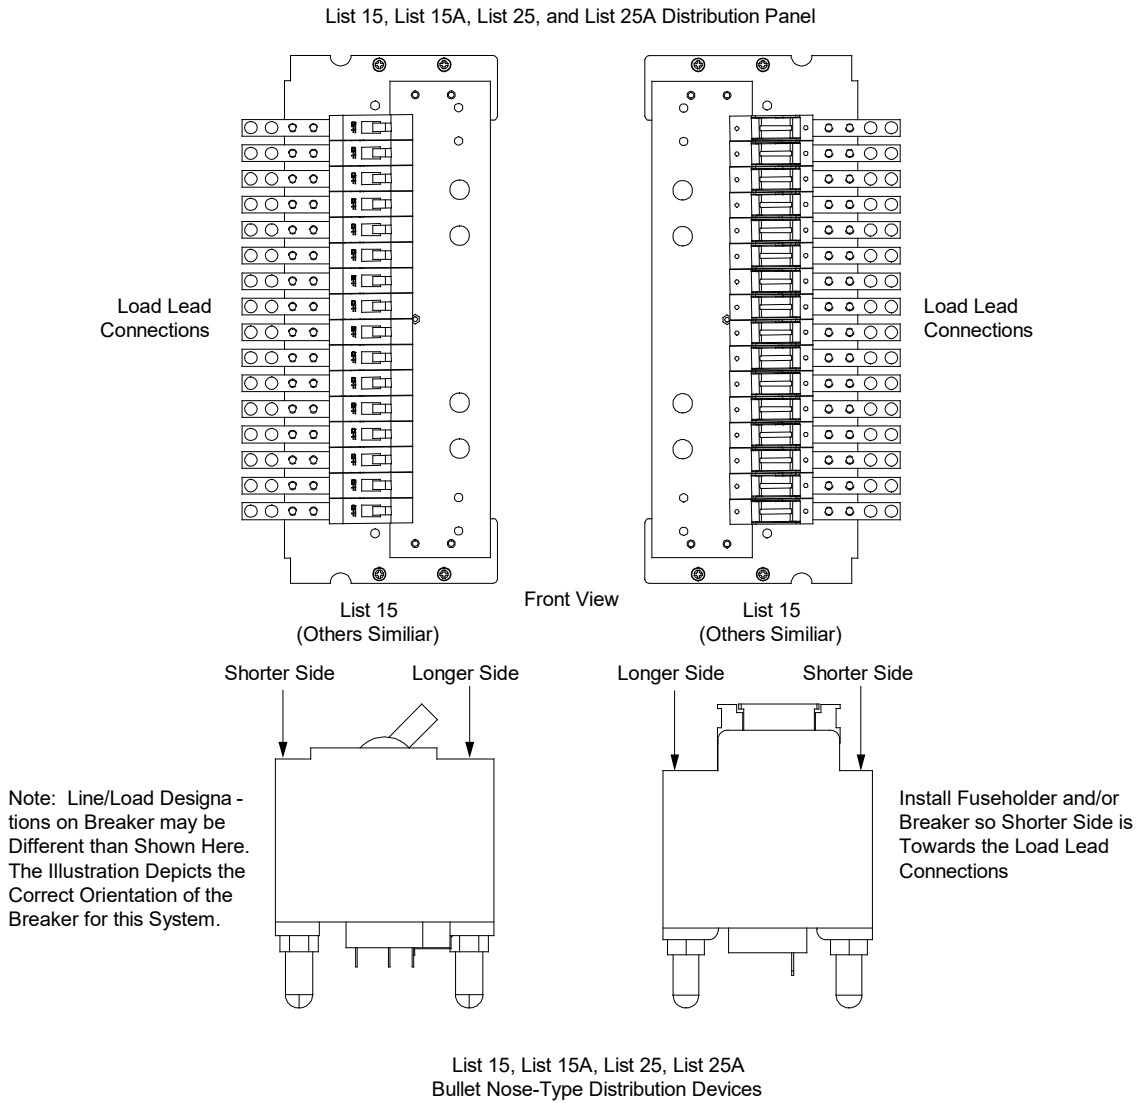 List 15, List 15A, List 25, and List 25A Distribution Panel
Load Lead
Connections
Load Lead
Connections
Front View
List 15
(Others Similiar)
List 15
(Others Similiar)
Shorter Side
Longer Side
Longer Side
Shorter Side
Note: Line/Load Designa -
tions on Breaker may be
Different than Shown Here.
The Illustration Depicts the
Correct Orientation of the
Breaker for this System.
Install Fuseholder and/or
Breaker so Shorter Side is
Towards the Load Lead
Connections
List 15, List 15A, List 25, List 25A
Bullet Nose-Type Distribution Devices